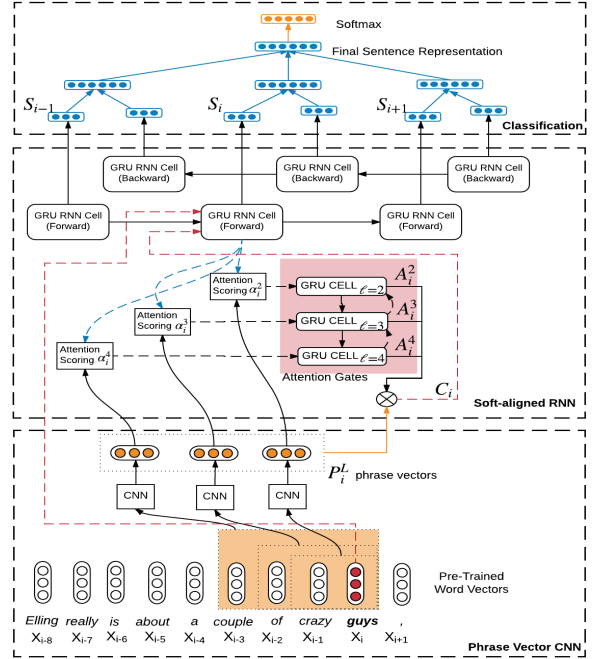 Softmax
Final Sentence Representation
S_{i-1} S_i S_{i+1}
Classification
GRU RNN Cell (Backward) GRU RNN Cell (Backward) GRU RNN Cell (Backward)
GRU RNN Cell (Forward) GRU RNN Cell (Forward) GRU RNN Cell (Forward)
Attention Scoring α_i^2
GRU CELL ℓ=2 A_i^2
Attention Scoring α_i^3
GRU CELL ℓ=3 A_i^3
Attention Scoring α_i^4
GRU CELL ℓ=4 A_i^4
Attention Gates
C_i
Soft-aligned RNN
P_i^L phrase vectors
CNN CNN CNN
Pre-Trained
Word Vectors
Elling really is about a couple of crazy guys ,
X_{i-8} X_{i-7} X_{i-6} X_{i-5} X_{i-4} X_{i-3} X_{i-2} X_{i-1} X_i X_{i+1}
Phrase Vector CNN